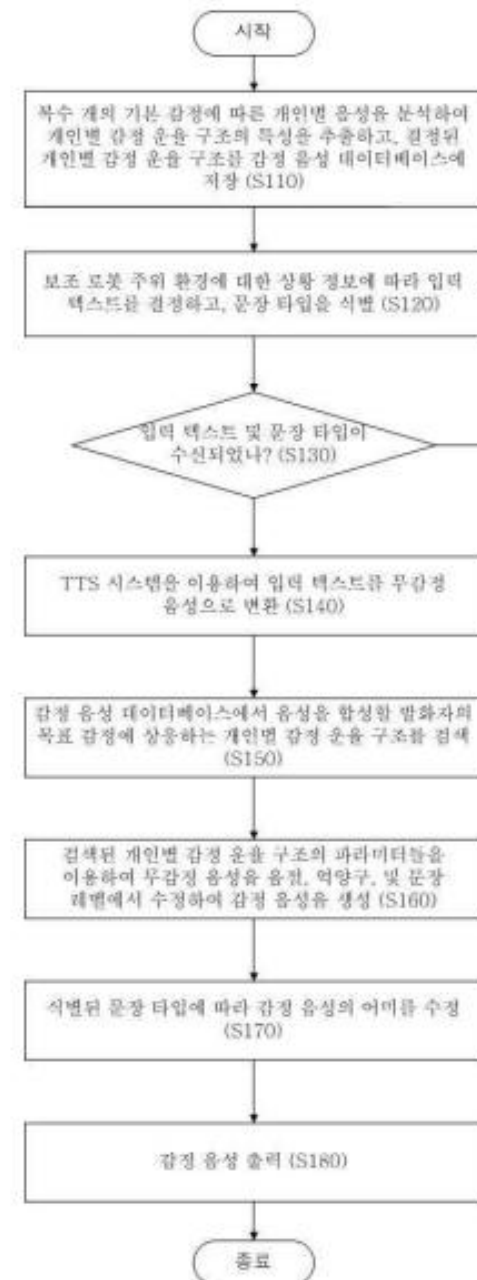 시작
복수 개의 기본 감정에 따른 개인별 음성을 분석하여
개인별 감정 운율 구조의 특성을 추출하고, 결정된
개인별 감정 운율 구조를 감정 음성 데이터베이스에
저장 (S110)
보조 로봇 주위 환경에 대한 상황 정보에 따라 입력
텍스트를 결정하고, 문장 타입을 식별 (S120)
입력 텍스트 및 문장 타입이
수신되었나? (S130)
TTS 시스템을 이용하여 입력 텍스트를 무감정
음성으로 변환 (S140)
감정 음성 데이터베이스에서 음성을 합성할 발화자의
목표 감정에 상응하는 개인별 감정 운율 구조를 검색
(S150)
검색된 개인별 감정 운율 구조의 파라미터들을
이용하여 무감정 음성을 음절, 억양구, 및 문장
레벨에서 수정하여 감정 음성을 생성 (S160)
식별된 문장 타입에 따라 감정 음성의 어미를 수정
(S170)
감정 음성 출력 (S180)
종료